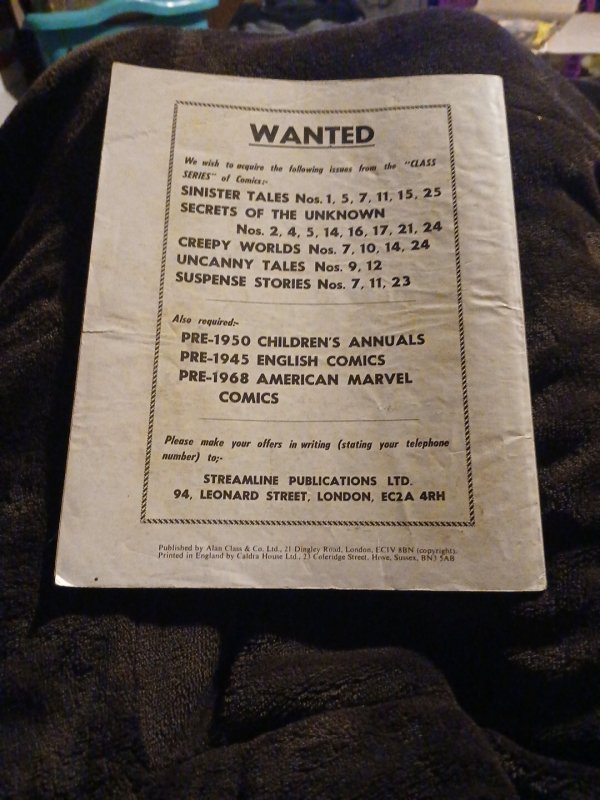 WANTED
We wish to acquire the following issues from the "CLASS
SERIES" of Comics:-
SINISTER TALES Nos. 1, 5, 7, 11, 15, 25
SECRETS OF THE UNKNOWN
Nos. 2, 4, 5, 14, 16, 17, 21, 24
CREEPY WORLDS Nos. 7, 10, 14, 24
UNCANNY TALES Nos. 9, 12
SUSPENSE STORIES Nos. 7, 11, 23
Also required:-
PRE-1950 CHILDREN'S ANNUALS
PRE-1945 ENGLISH COMICS
PRE-1968 AMERICAN MARVEL
COMICS
Please make your offers in writing (stating your telephone
number) to;-
STREAMLINE PUBLICATIONS LTD.
94, LEONARD STREET, LONDON, EC2A 4RH
Published by Alan Class & Co. Ltd., 21 Dingley Road, London, EC1V 8BN (copyright).
Printed in England by Caldra House Ltd., 23 Coleridge Street, Hove, Sussex, BN3 5AB